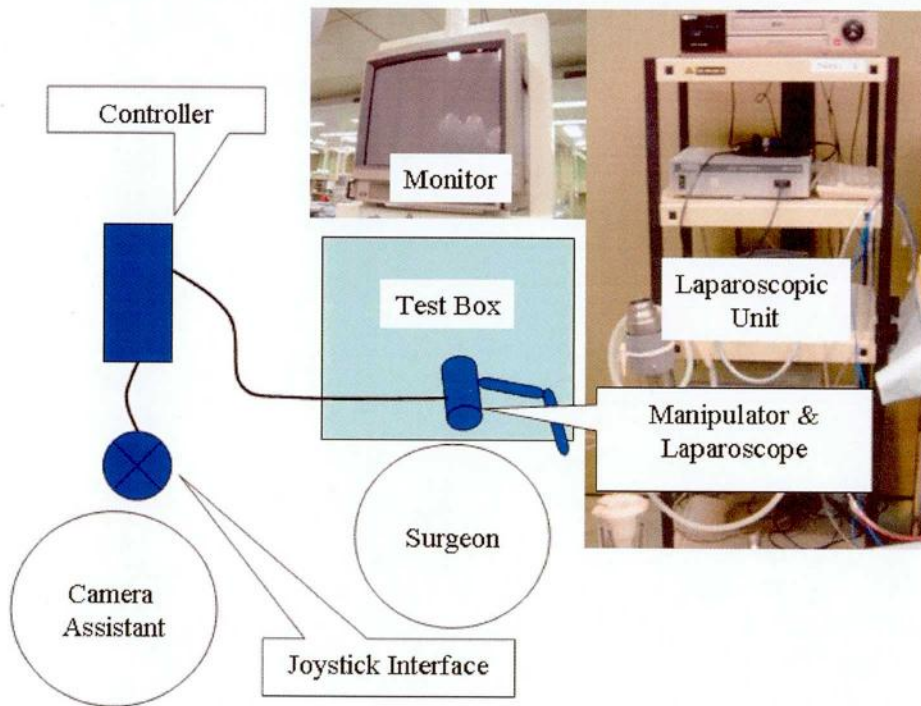 Controller
Monitor
Test Box
Laparoscopic
Unit
Manipulator &
Laparoscope
Surgeon
Camera
Assistant
Joystick Interface